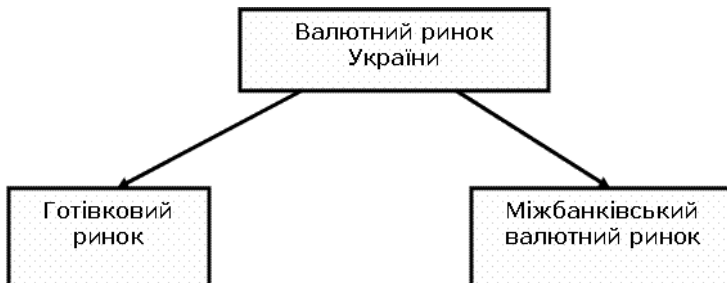 Валютний ринок
України
Готівковий
ринок
Міжбанківський
валютний ринок